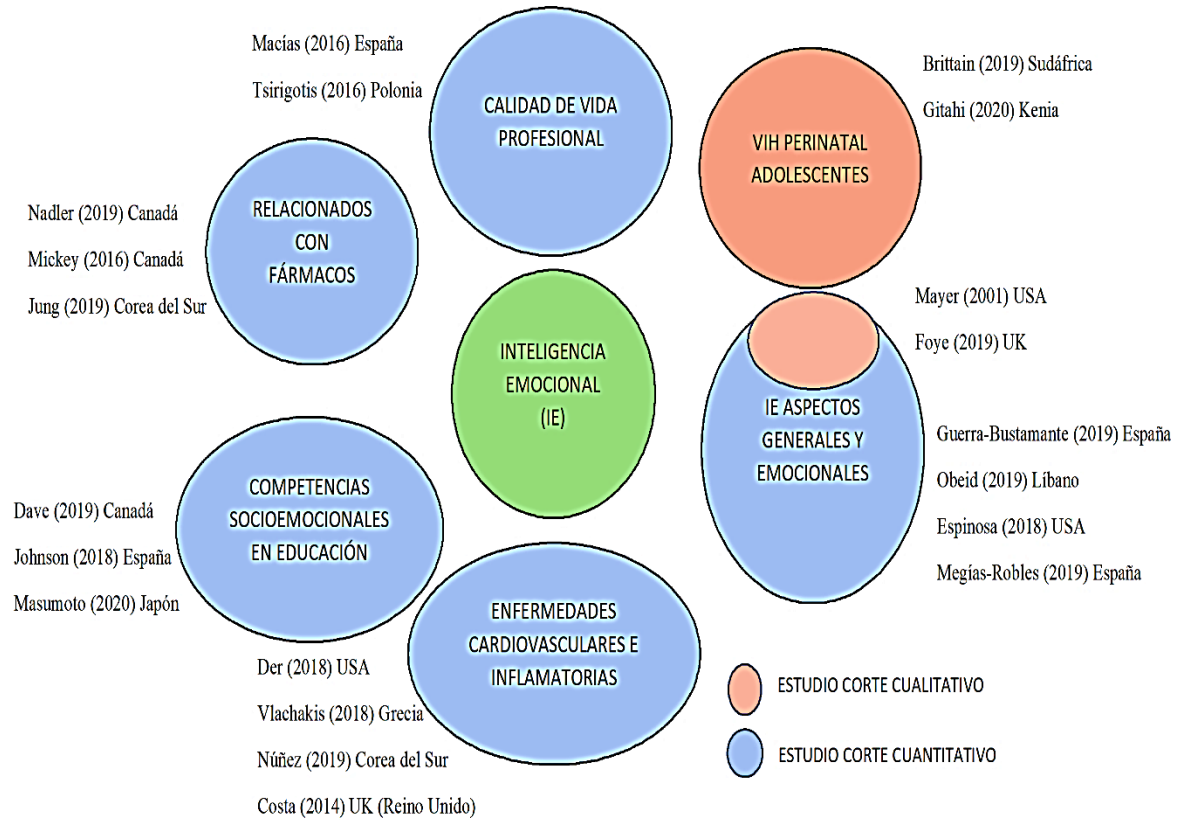 Macías (2016) España
Tsirigotis (2016) Polonia
CALIDAD DE VIDA
PROFESIONAL
Brittain (2019) Sudáfrica
Gitahi (2020) Kenia
VIH PERINATAL
ADOLESCENTES
Nadler (2019) Canadá
Mickey (2016) Canadá
Jung (2019) Corea del Sur
RELACIONADOS
CON
FÁRMACOS
Mayer (2001) USA
Foye (2019) UK
INTELIGENCIA
EMOCIONAL
(IE)
IE ASPECTOS
GENERALES Y
EMOCIONALES
Guerra-Bustamante (2019) España
Obeid (2019) Líbano
Espinosa (2018) USA
Megías-Robles (2019) España
Dave (2019) Canadá
Johnson (2018) España
Masumoto (2020) Japón
COMPETENCIAS
SOCIOEMOCIONALES
EN EDUCACIÓN
ENFERMEDADES
CARDIOVASCULARES E
INFLAMATORIAS
Der (2018) USA
Vlachakis (2018) Grecia
Núñez (2019) Corea del Sur
Costa (2014) UK (Reino Unido)
ESTUDIO CORTE CUALITATIVO
ESTUDIO CORTE CUANTITATIVO